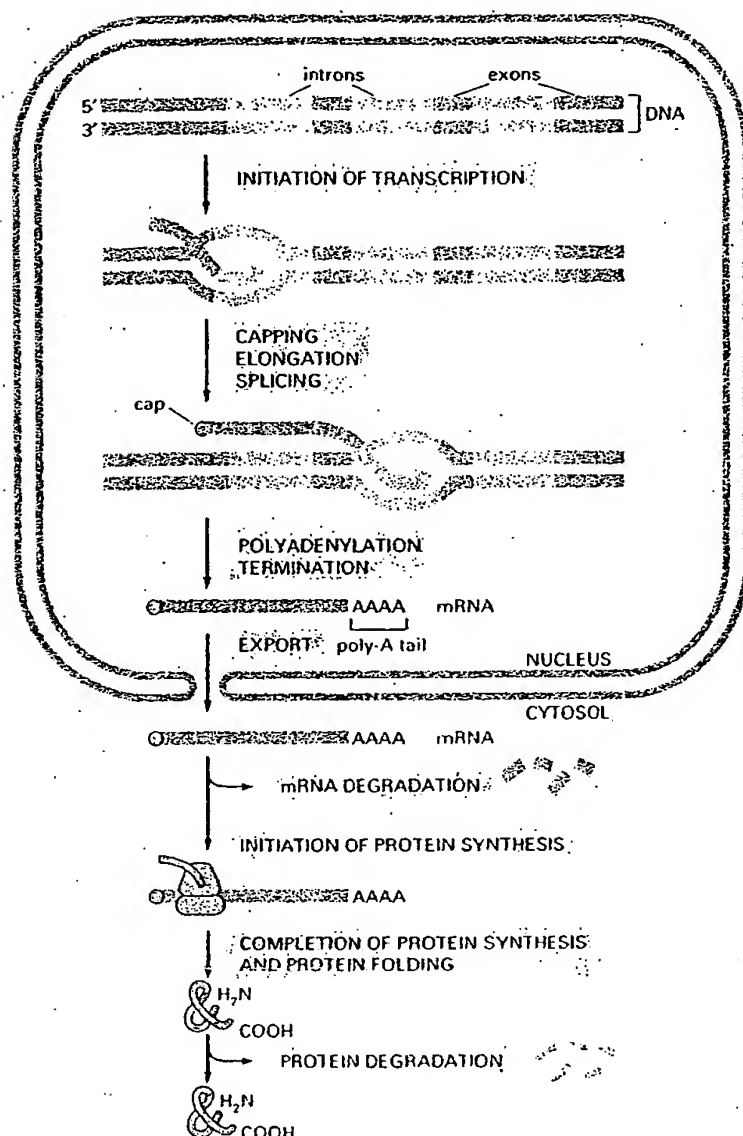 introns exons
5′
3′
DNA
INITIATION OF TRANSCRIPTION
CAPPING
ELONGATION
SPLICING
cap
POLYADENYLATION
TERMINATION
AAAA mRNA
EXPORT poly-A tail
NUCLEUS
CYTOSOL
AAAA mRNA
mRNA DEGRADATION
INITIATION OF PROTEIN SYNTHESIS
AAAA
COMPLETION OF PROTEIN SYNTHESIS
AND PROTEIN FOLDING
H₂N
COOH
PROTEIN DEGRADATION
H₂N
COOH